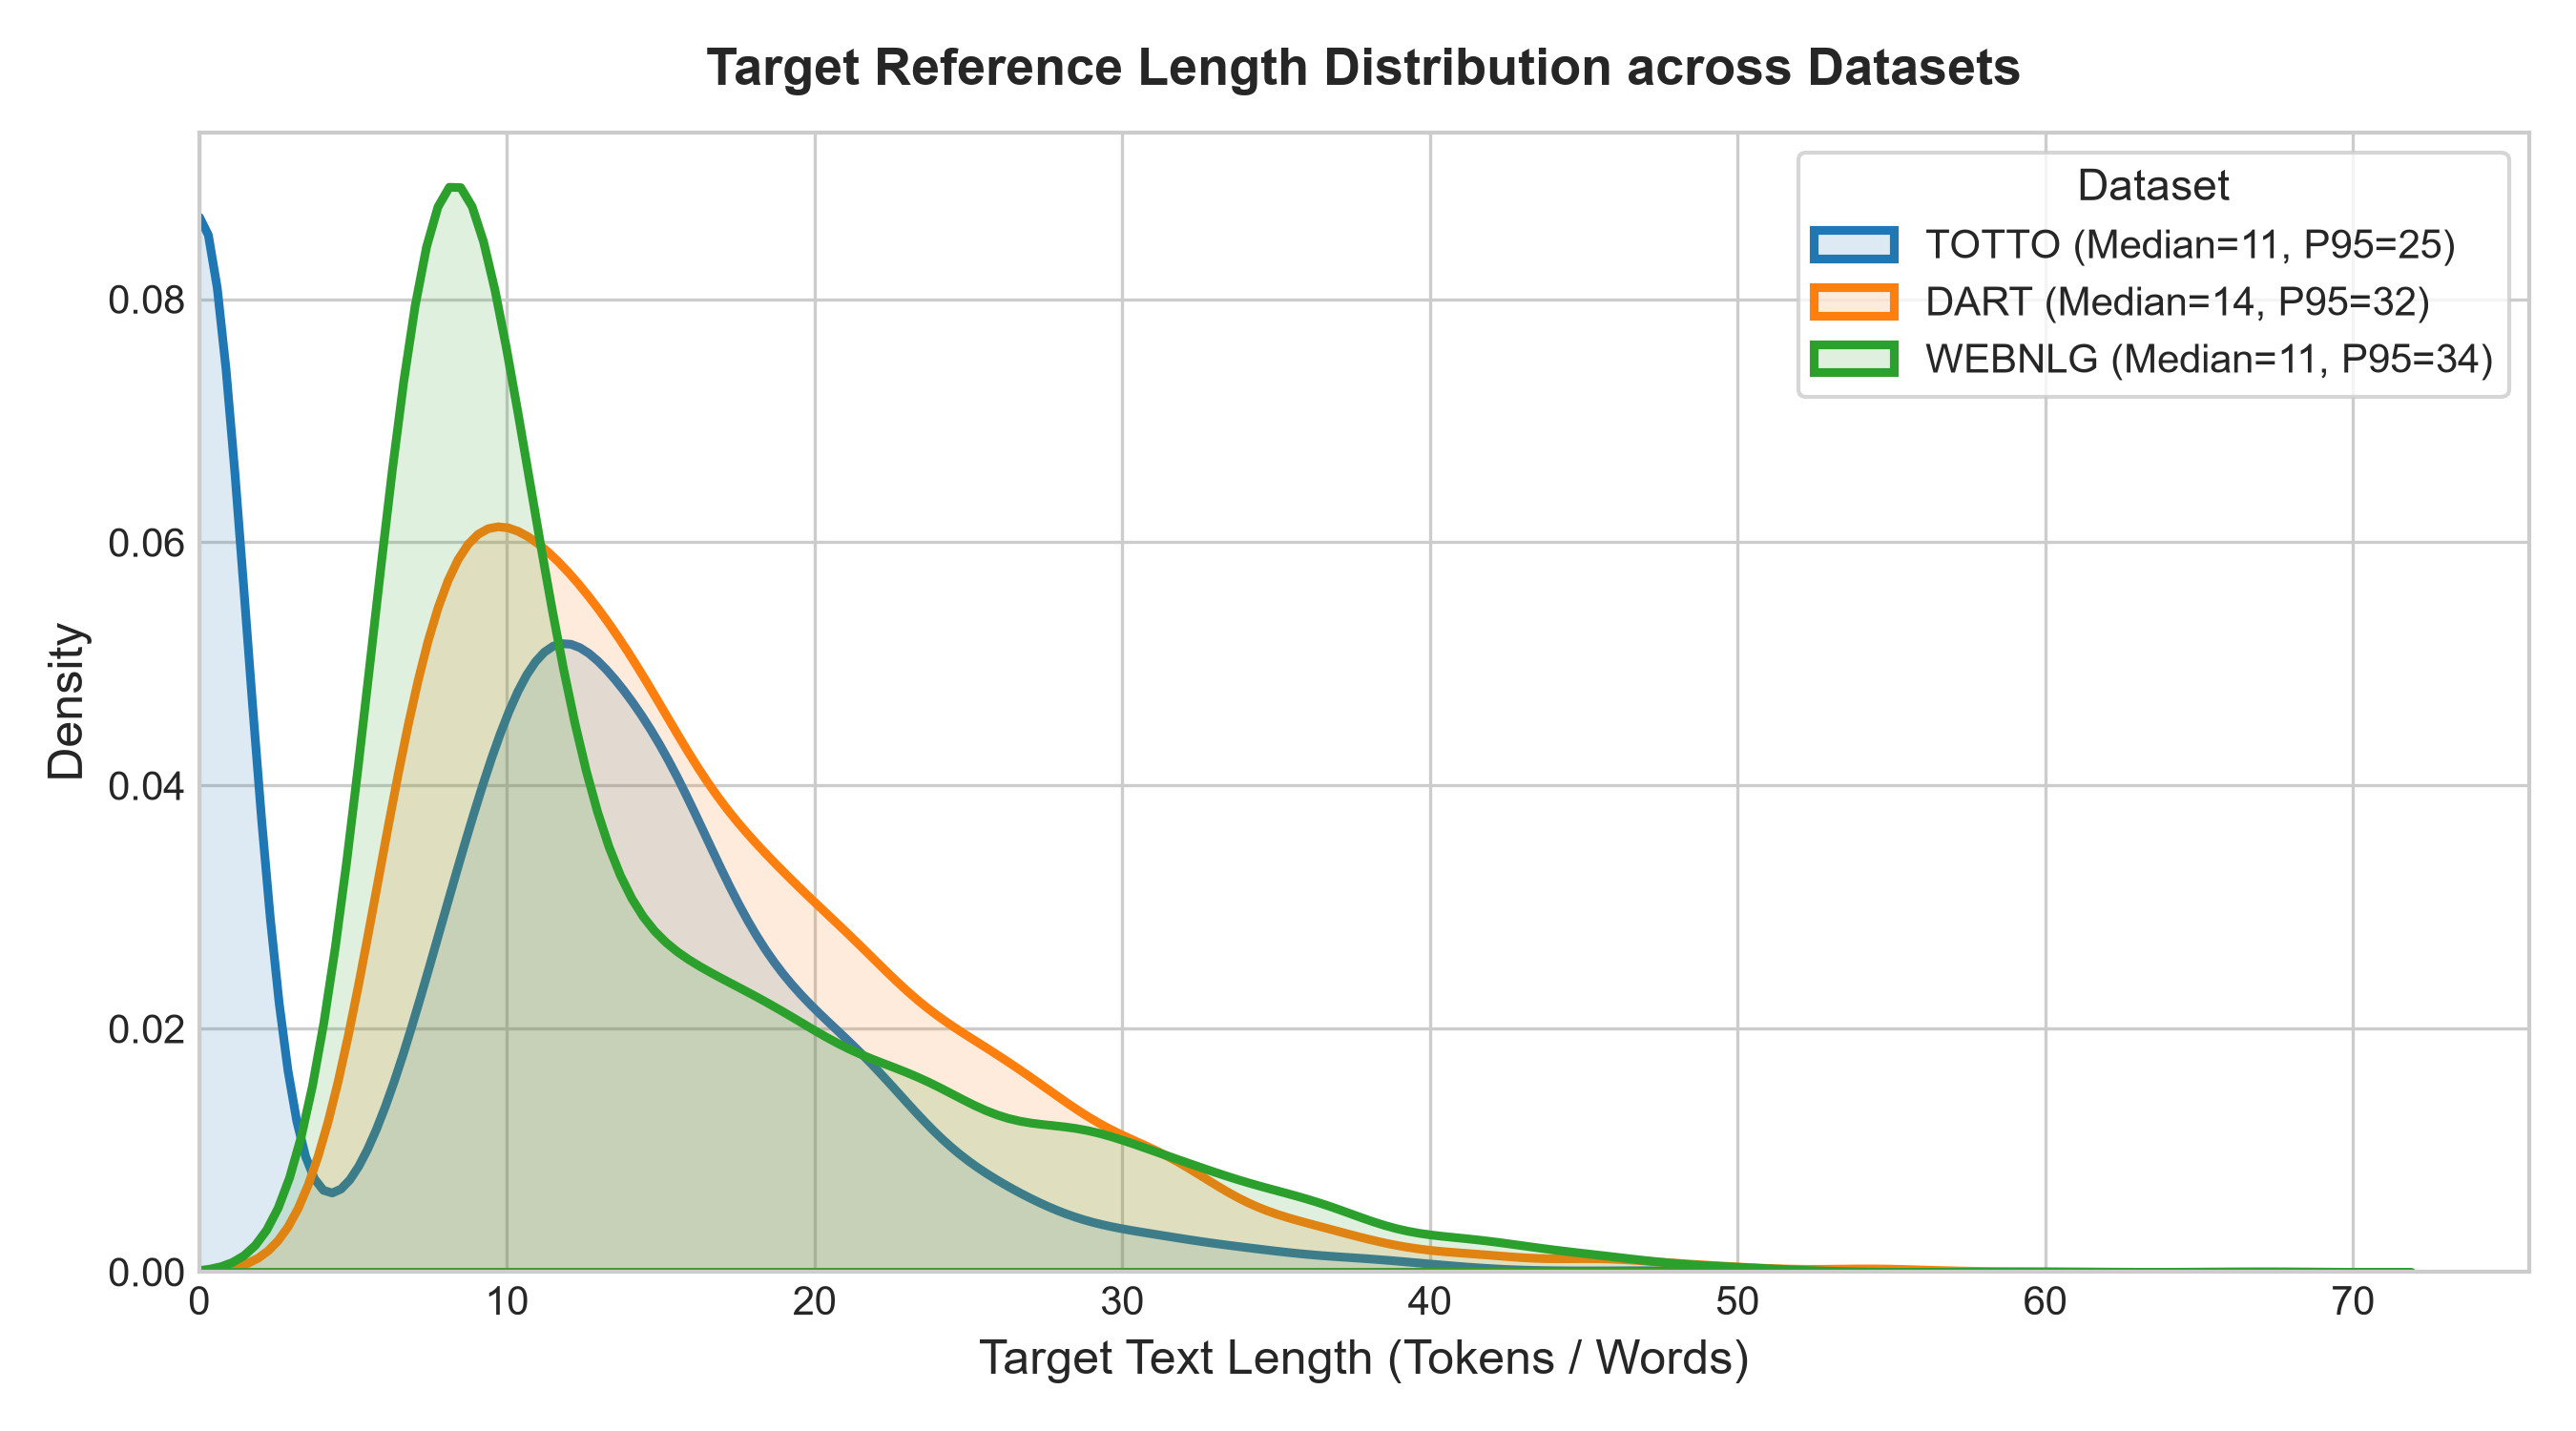 Target Reference Length Distribution across Datasets
Dataset
TOTTO (Median=11, P95=25)
DART (Median=14, P95=32)
WEBNLG (Median=11, P95=34)
Density
0.08
0.06
0.04
0.02
0.00
0 10 20 30 40 50 60 70
Target Text Length (Tokens / Words)